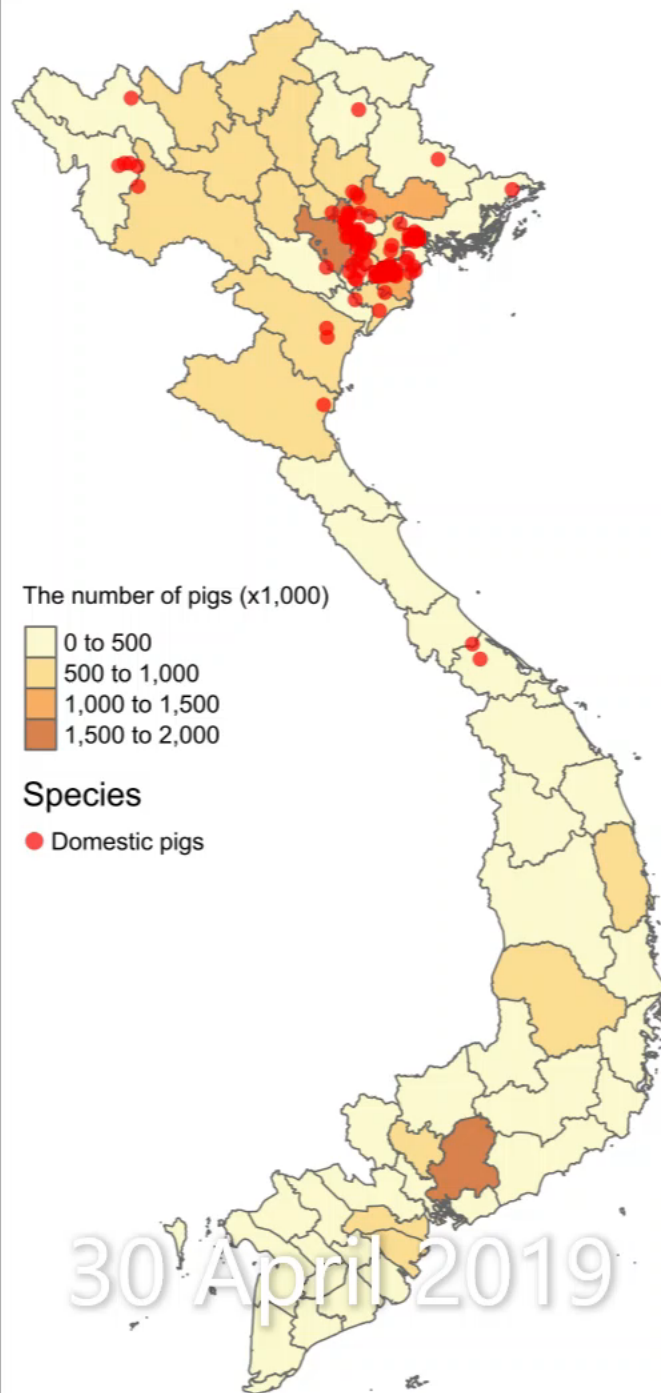 The number of pigs (x1,000)
0 to 500
500 to 1,000
1,000 to 1,500
1,500 to 2,000
Species
Domestic pigs
30 April 2019